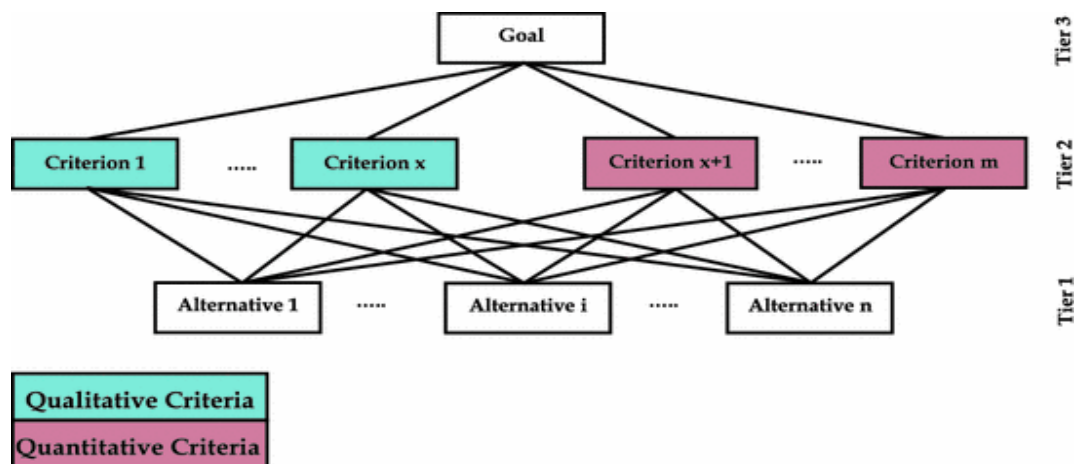 Goal
Tier 3
Criterion 1
.....
Criterion x
Criterion x+1
.....
Criterion m
Tier 2
Alternative 1
.....
Alternative i
.....
Alternative n
Tier 1
Qualitative Criteria
Quantitative Criteria